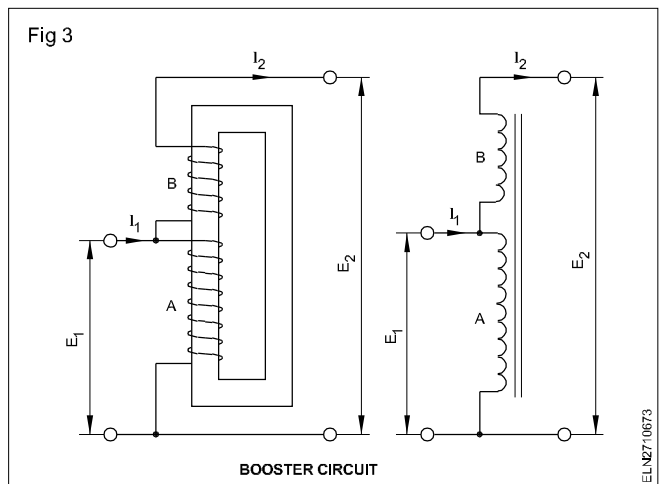 Fig 3
I2
B
I1
A
E1
E2
I2
B
I1
A
E1
E2
BOOSTER CIRCUIT
ELN2710673